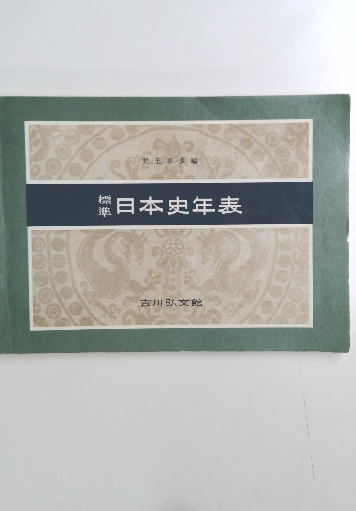 児玉幸多編
標準 日本史年表
吉川弘文館